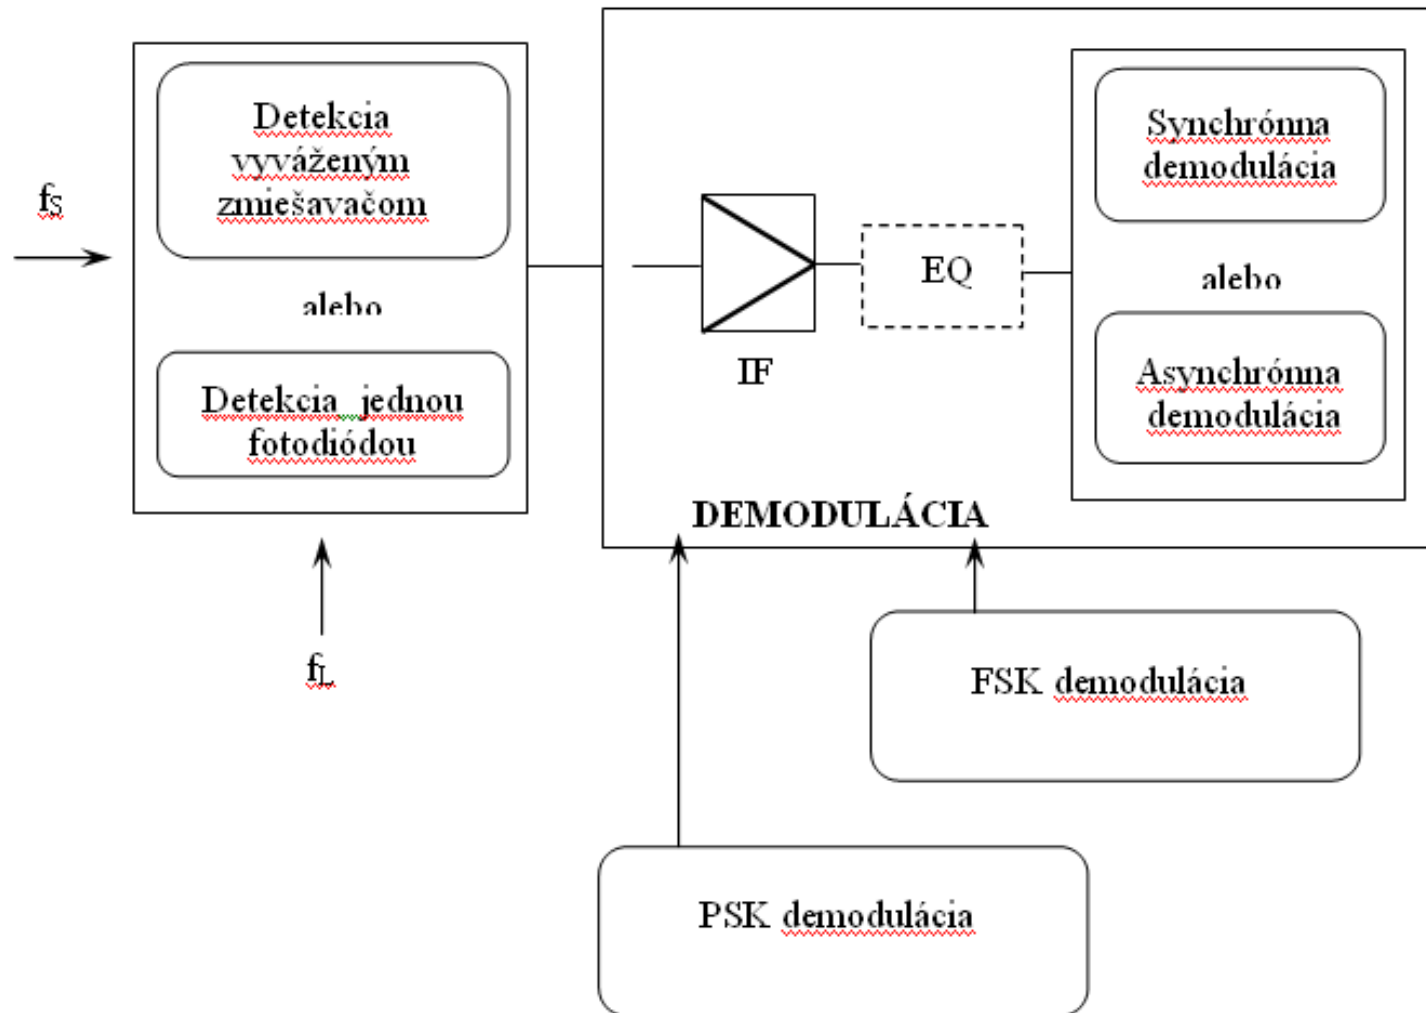 fS
Detekcia
vyváženým
zmiešavačom
alebo
Detekcia jednou
fotodiódou
fL
IF
EQ
Synchrónna
demodulácia
alebo
Asynchrónna
demodulácia
DEMODULÁCIA
FSK demodulácia
PSK demodulácia